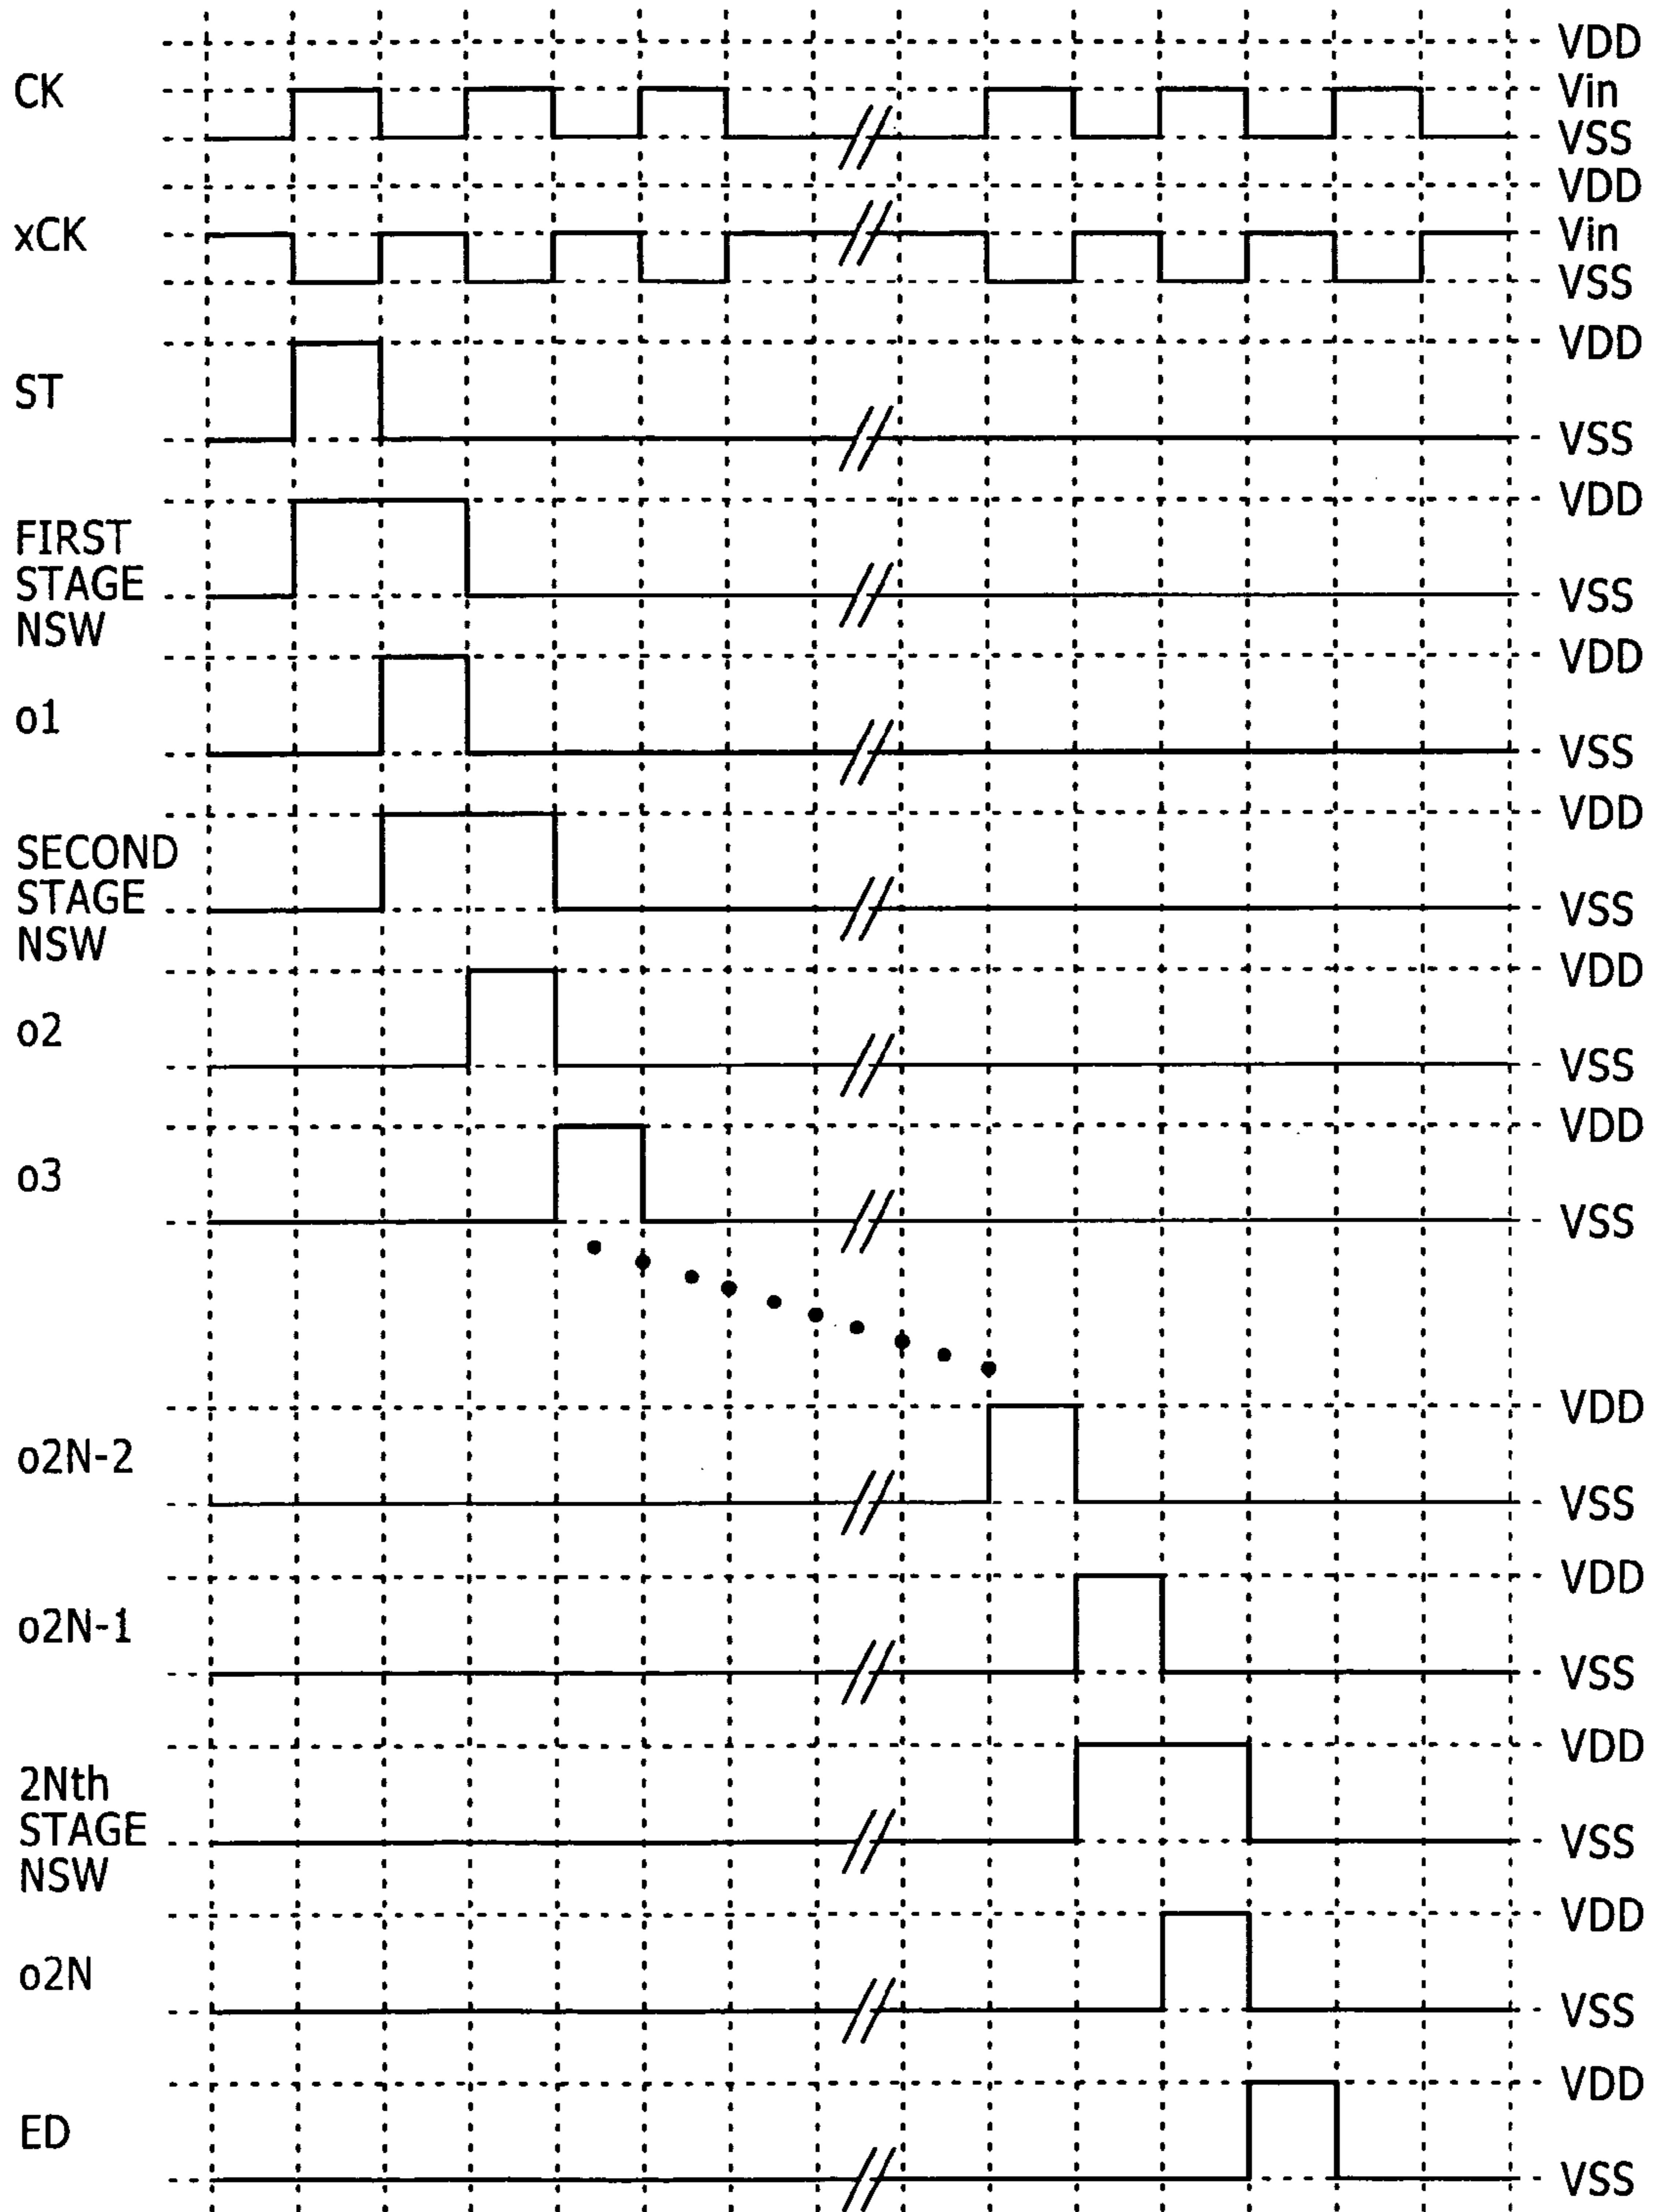 VDD
CK
Vin
VSS
VDD
xCK
Vin
VSS
VDD
ST
VSS
VDD
FIRST
STAGE
NSW
VSS
VDD
o1
VSS
VDD
SECOND
STAGE
NSW
VSS
VDD
o2
VSS
VDD
o3
VSS
VDD
o2N-2
VSS
VDD
o2N-1
VSS
VDD
2Nth
STAGE
NSW
VSS
VDD
o2N
VSS
VDD
ED
VSS